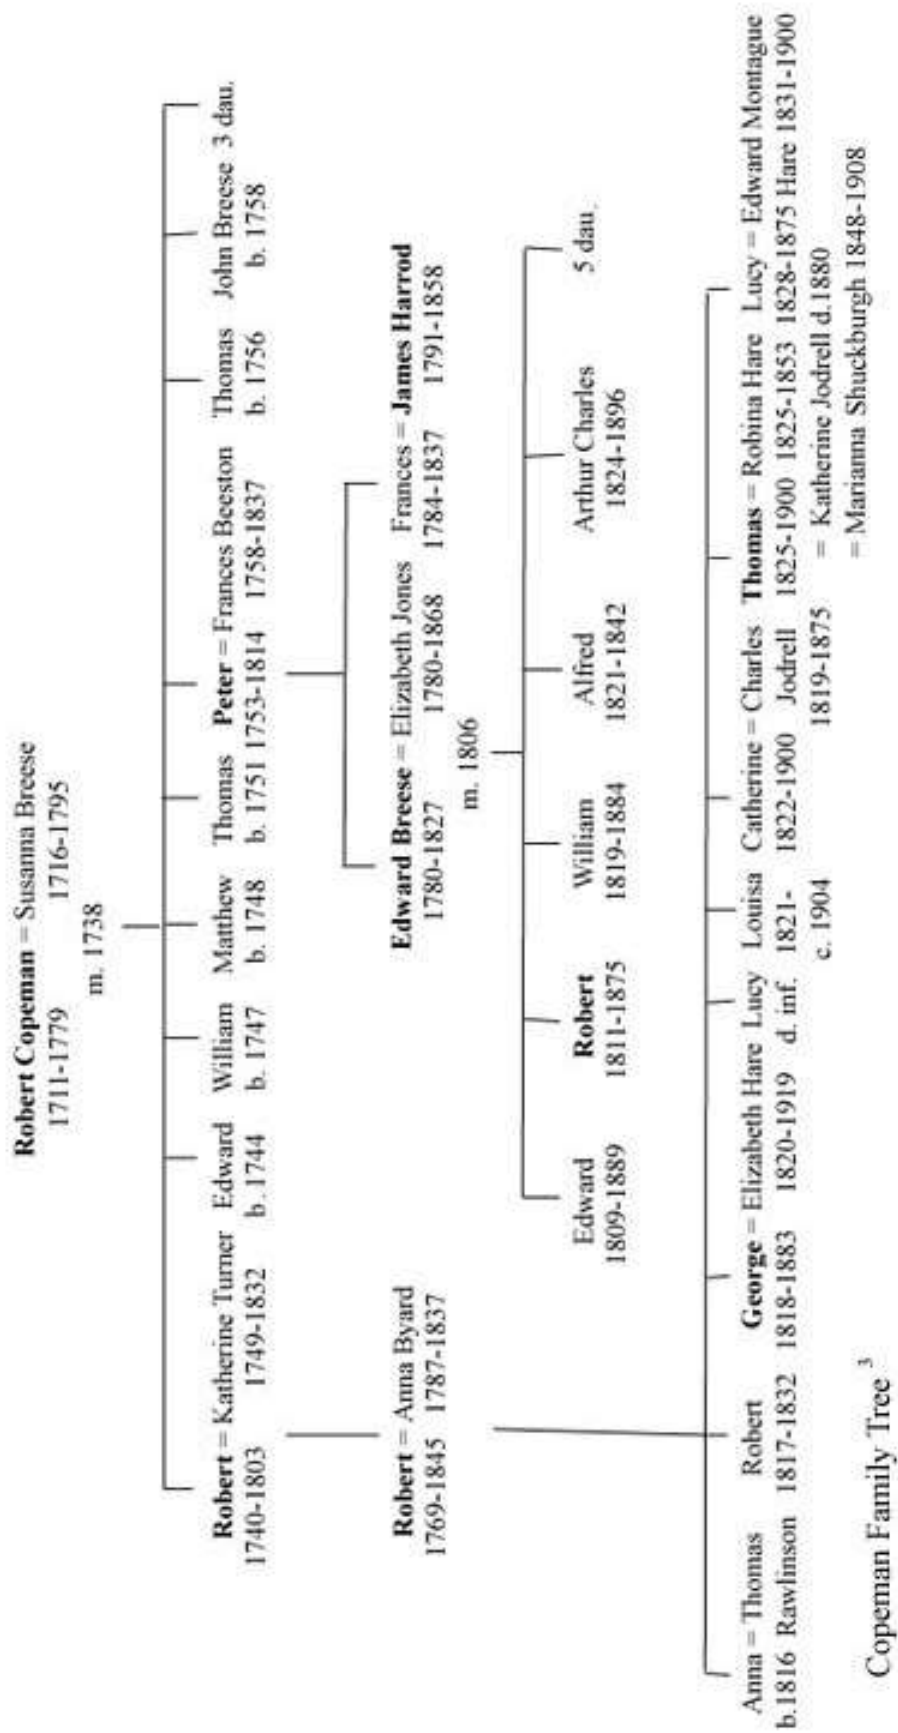 Robert Copeman = Susanna Breese
1711-1779 1716-1795
m. 1738
Robert = Katherine Turner Edward William Matthew Thomas Peter = Frances Beeston Thomas John Breese 3 dau.
1740-1803 1749-1832 b. 1744 b. 1747 b. 1748 b. 1751 1753-1814 1758-1837 b. 1756 b. 1758
Robert = Anna Byard Edward Breese = Elizabeth Jones Frances = James Harrod
1769-1845 1787-1837 1780-1827 1780-1868 1784-1837 1791-1858
m. 1806
Edward Robert William Alfred Arthur Charles 5 dau.
1809-1889 1811-1875 1819-1884 1821-1842 1824-1896
Anna = Thomas Robert George = Elizabeth Hare Lucy Louisa Catherine = Charles Thomas = Robina Hare Lucy = Edward Montague
b.1816 Rawlinson 1817-1832 1818-1883 1820-1919 d. inf. 1821- 1822-1900 Jodrell 1825-1900 1825-1853 1828-1875 Hare 1831-1900
c. 1904 1819-1875 = Katherine Jodrell d.1880
= Marianna Shuckburgh 1848-1908
Copeman Family Tree 3